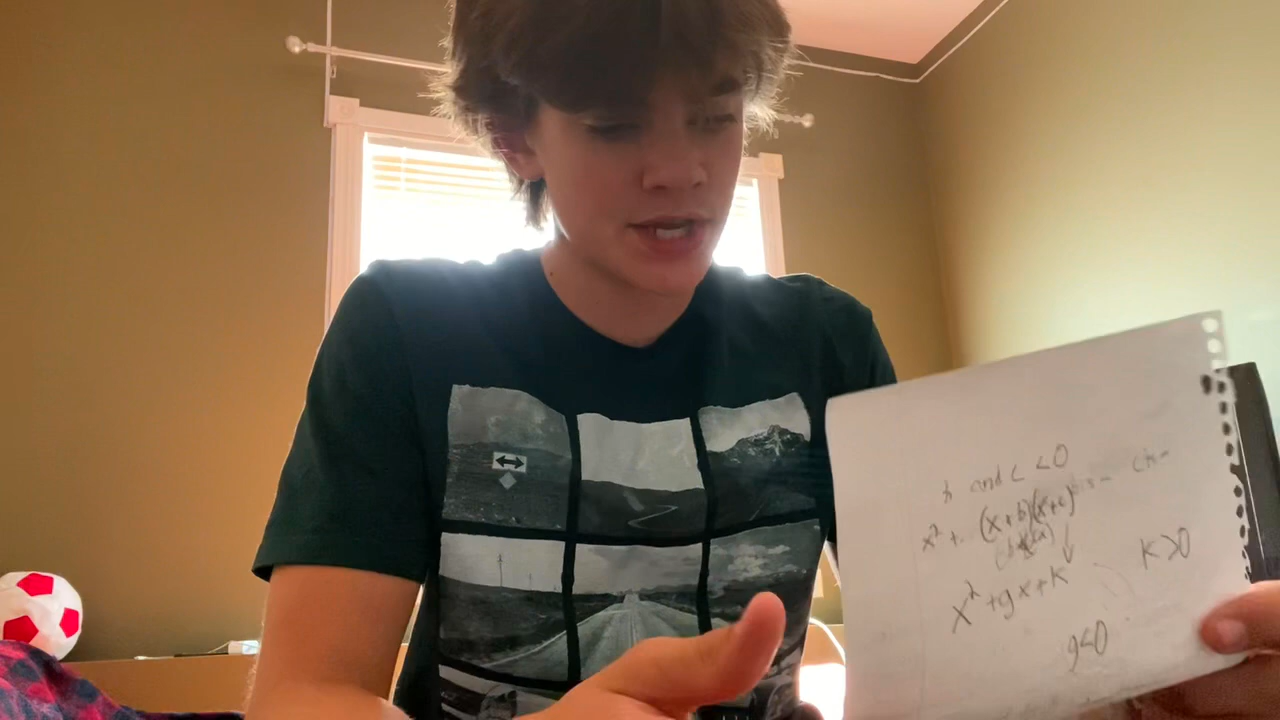 b and c < 0
x² + (x+b)(x+c)
x² + gx + k
k > 0
g < 0